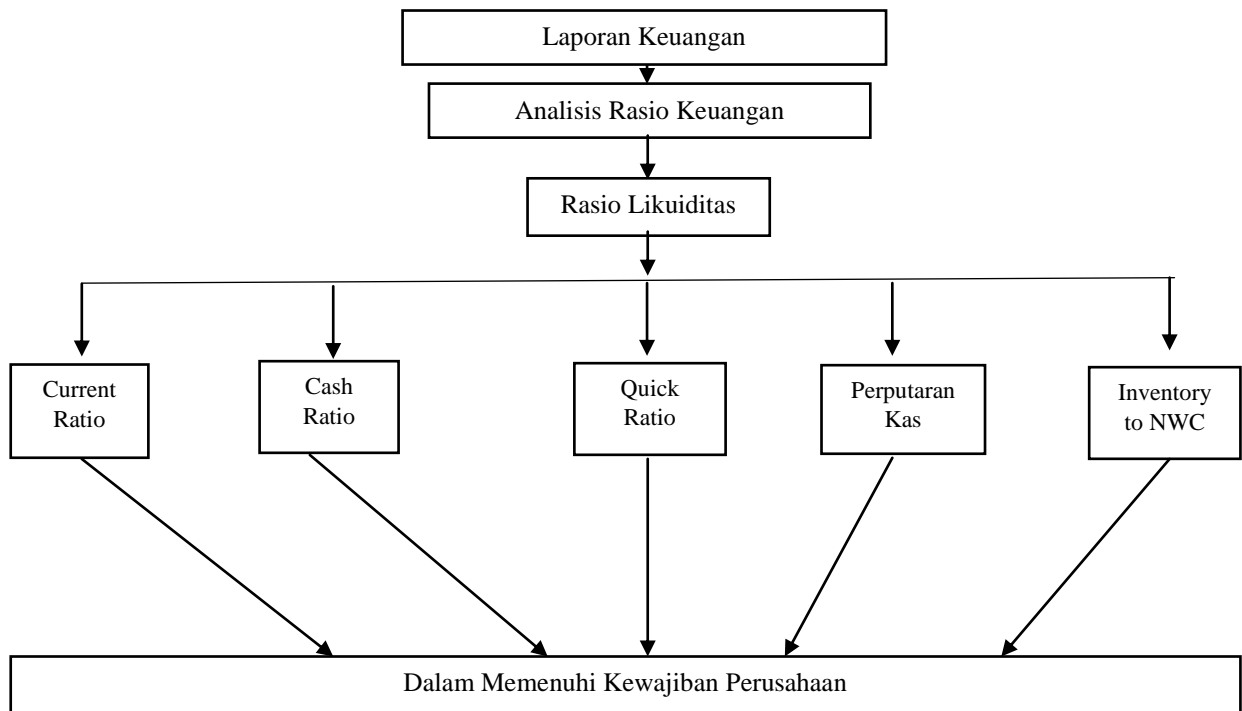 Laporan Keuangan
Analisis Rasio Keuangan
Rasio Likuiditas
Current
Ratio
Cash
Ratio
Quick
Ratio
Perputaran
Kas
Inventory
to NWC
Dalam Memenuhi Kewajiban Perusahaan